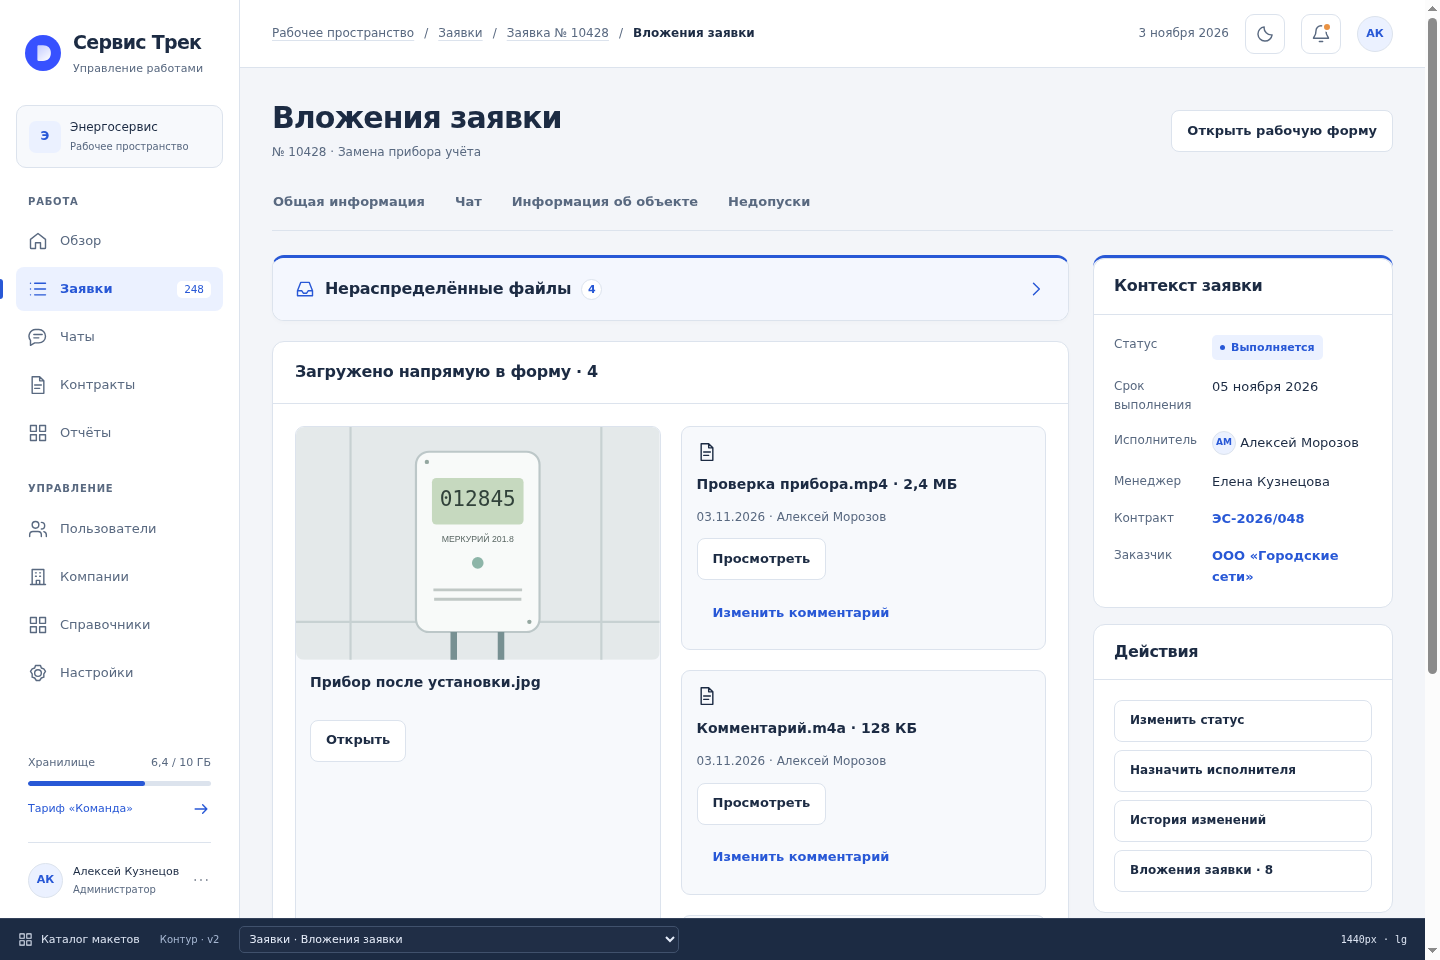 Сервис Трек
Управление работами
Э
Энергосервис
Рабочее пространство
РАБОТА
Обзор
Заявки 248
Чаты
Контракты
Отчёты
УПРАВЛЕНИЕ
Пользователи
Компании
Справочники
Настройки
Хранилище 6,4 / 10 ГБ
Тариф «Команда»
АК
Алексей Кузнецов
Администратор
Рабочее пространство / Заявки / Заявка № 10428 / Вложения заявки
3 ноября 2026
АК
Вложения заявки
№ 10428 · Замена прибора учёта
Открыть рабочую форму
Общая информация Чат Информация об объекте Недопуски
Нераспределённые файлы 4
Загружено напрямую в форму · 4
012845
МЕРКУРИЙ 201.8
Прибор после установки.jpg
Открыть
Проверка прибора.mp4 · 2,4 МБ
03.11.2026 · Алексей Морозов
Просмотреть
Изменить комментарий
Комментарий.m4a · 128 КБ
03.11.2026 · Алексей Морозов
Просмотреть
Изменить комментарий
Контекст заявки
Статус Выполняется
Срок
выполнения
05 ноября 2026
Исполнитель АМ Алексей Морозов
Менеджер Елена Кузнецова
Контракт ЭС-2026/048
Заказчик ООО «Городские
сети»
Действия
Изменить статус
Назначить исполнителя
История изменений
Вложения заявки · 8
Каталог макетов Контур · v2 Заявки · Вложения заявки 1440px · lg